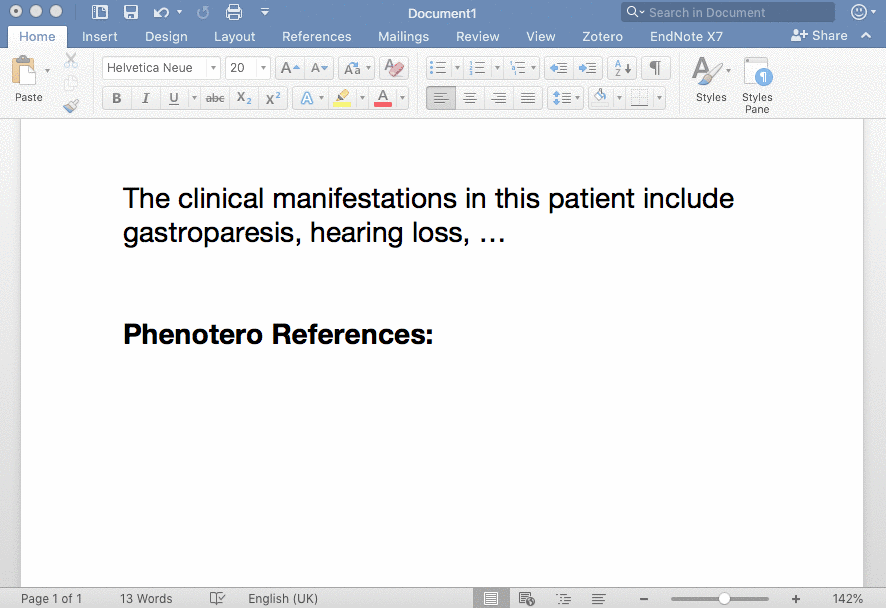 Document1
Search in Document
Home Insert Design Layout References Mailings Review View Zotero EndNote X7 Share
Helvetica Neue 20
Paste
Styles
Styles Pane
B I U abc X2 X2 A A
The clinical manifestations in this patient include
gastroparesis, hearing loss, …
Phenotero References:
Page 1 of 1 13 Words English (UK) 142%